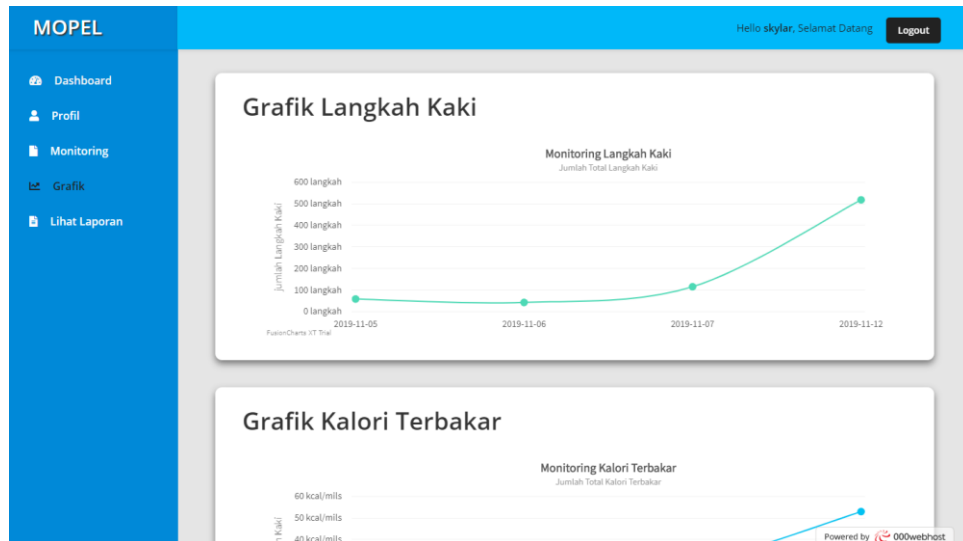 MOPEL
Hello skylar, Selamat Datang
Logout
Dashboard
Profil
Monitoring
Grafik
Lihat Laporan
Grafik Langkah Kaki
Monitoring Langkah Kaki
Jumlah Total Langkah Kaki
jumlah Langkah Kaki
600 langkah
500 langkah
400 langkah
300 langkah
200 langkah
100 langkah
0 langkah
2019-11-05
2019-11-06
2019-11-07
2019-11-12
FusionCharts XT Trial
Grafik Kalori Terbakar
Monitoring Kalori Terbakar
Jumlah Total Kalori Terbakar
60 kcal/mils
50 kcal/mils
40 kcal/mils
Kaki
Powered by 000webhost